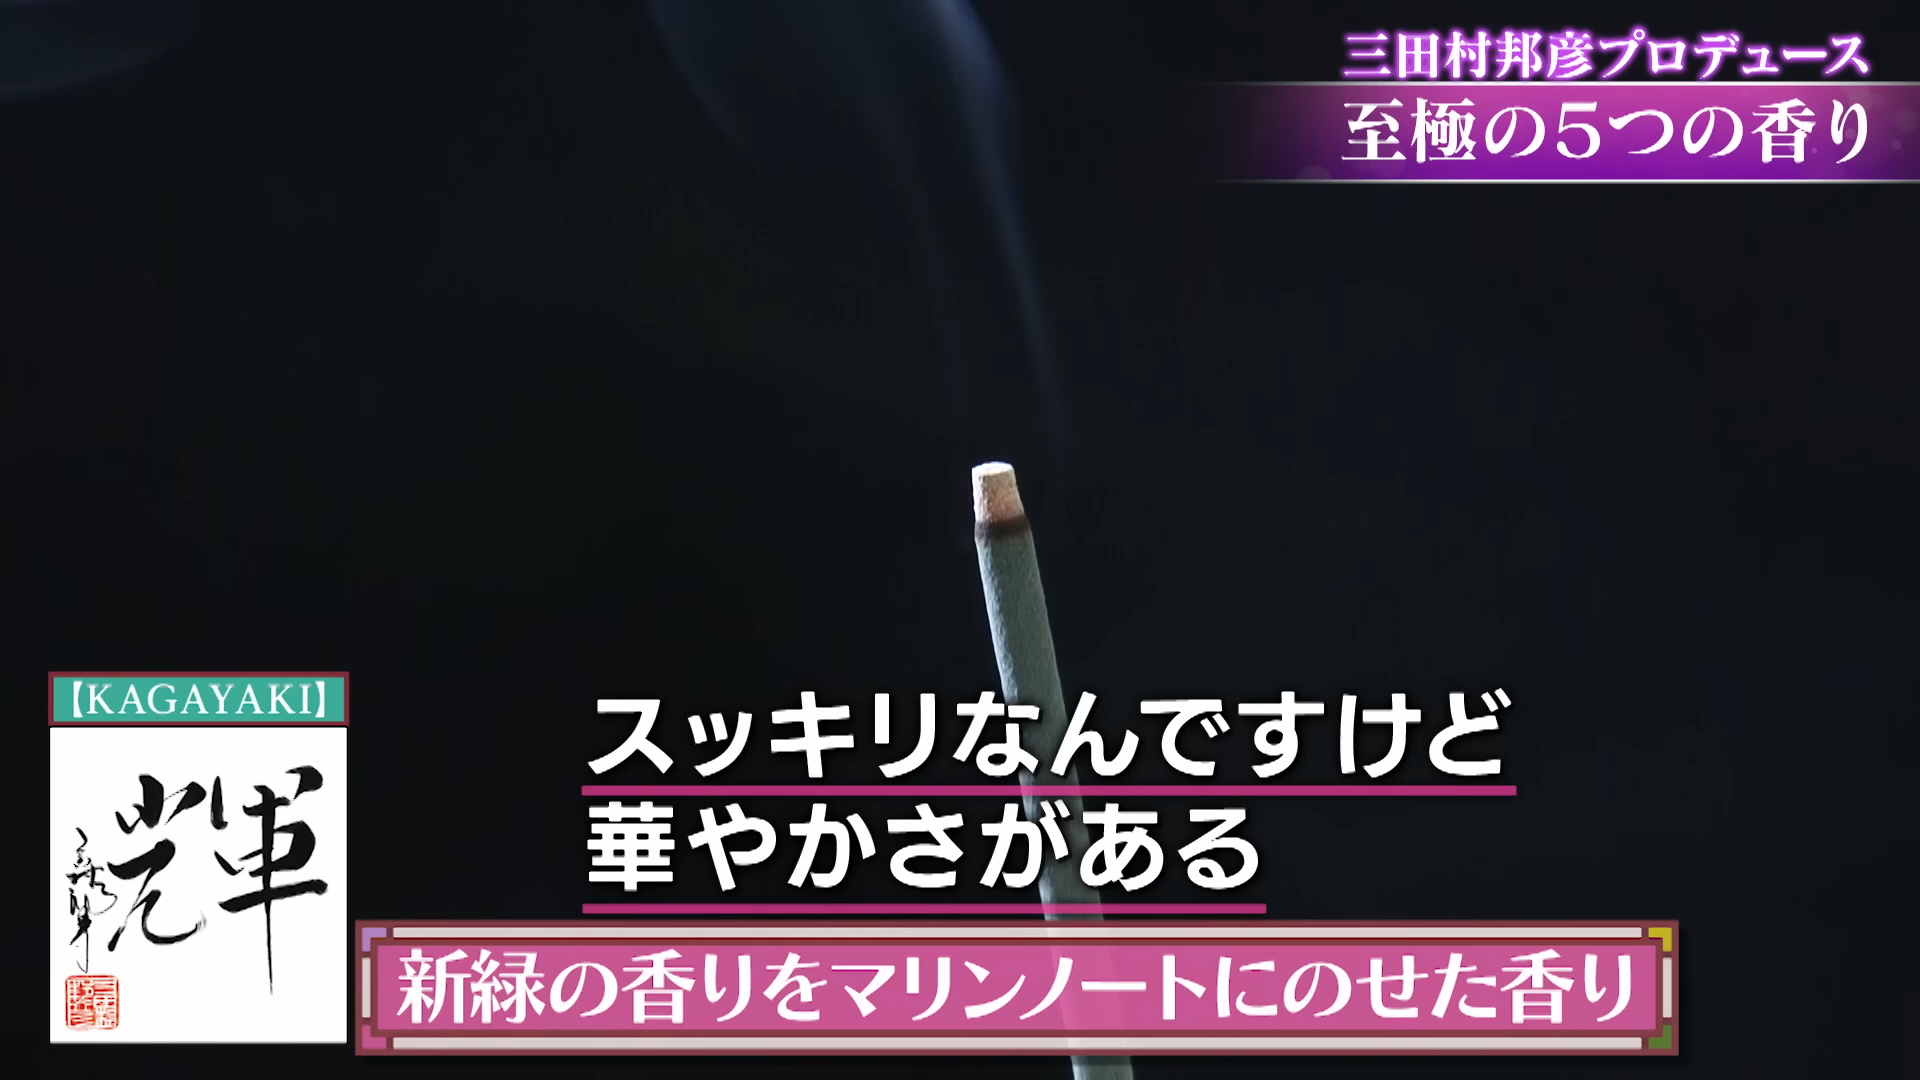 三田村邦彦プロデュース
至極の5つの香り
【KAGAYAKI】
輝
スッキリなんですけど
華やかさがある
新緑の香りをマリンノートにのせた香り